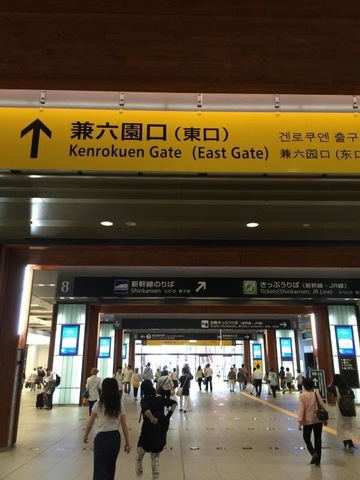 兼六園口(東口)
Kenrokuen Gate (East Gate)
겐로쿠엔 출구
兼六园口(东口
8
新幹線のりば
Shinkansen
きっぷうりば(新幹線・JR線)
Tickets(Shinkansen, JR Line)